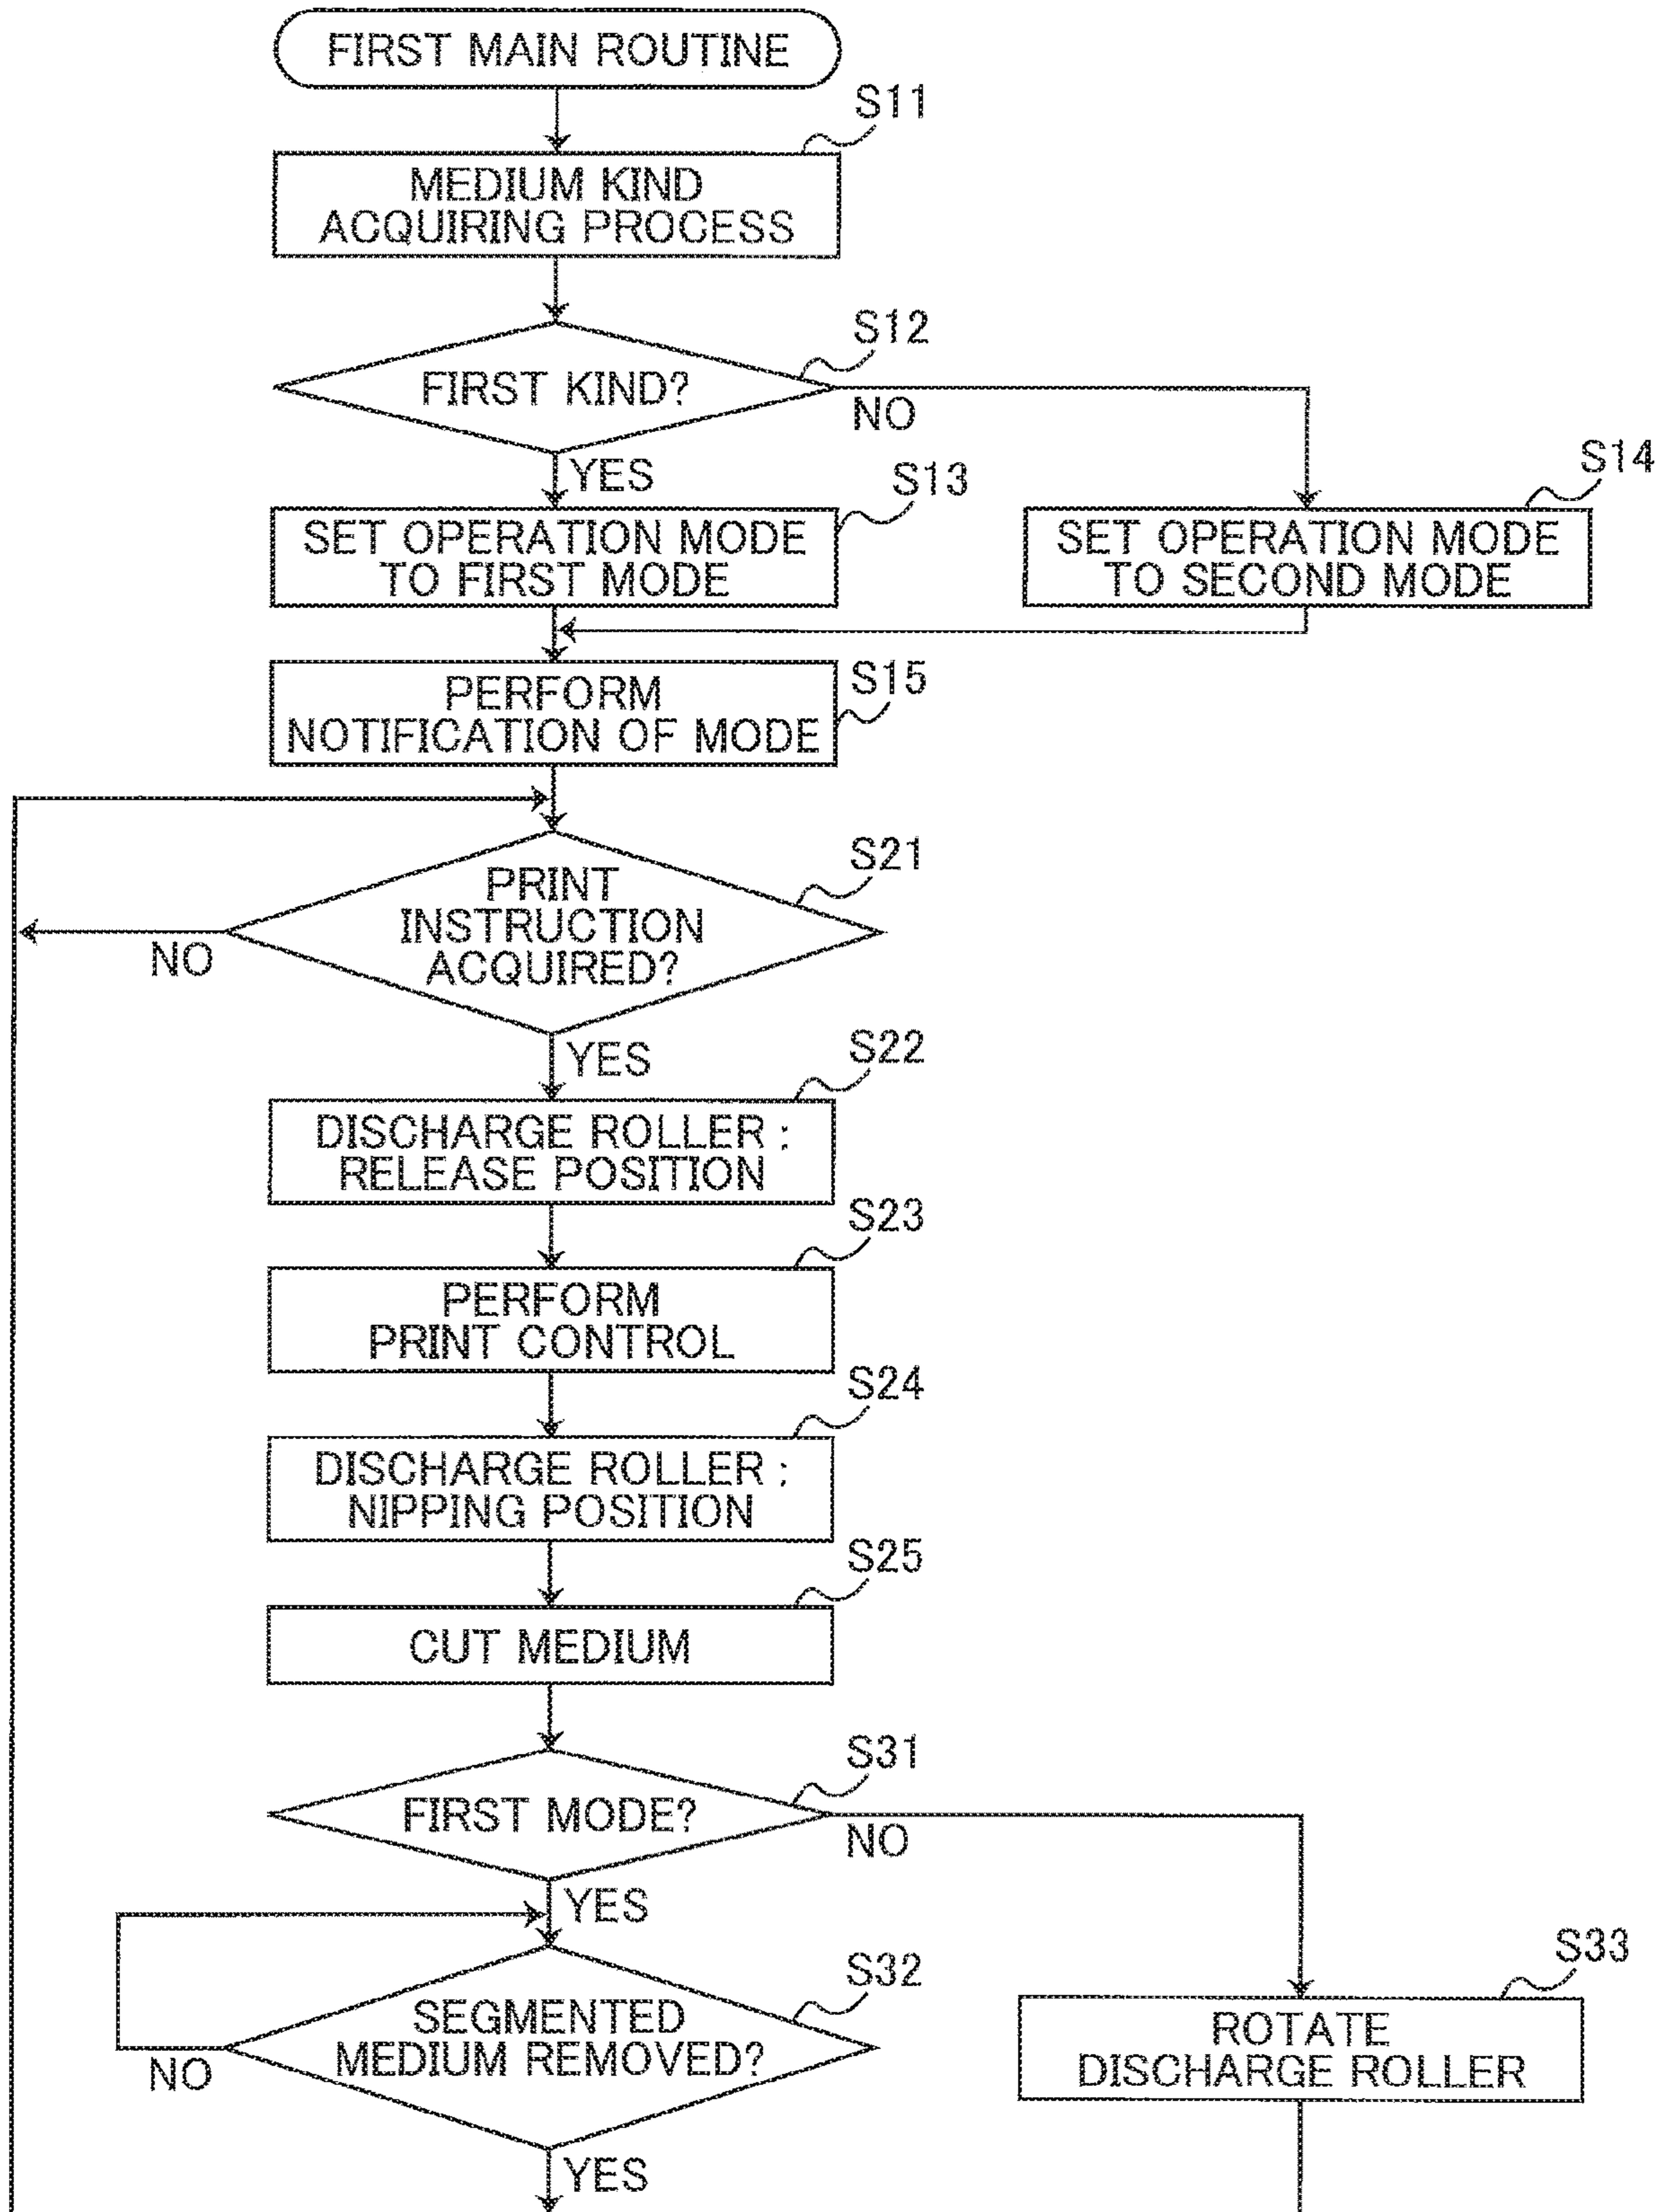 FIRST MAIN ROUTINE
S11
MEDIUM KIND
ACQUIRING PROCESS
S12
FIRST KIND?
NO
YES
S13
SET OPERATION MODE
TO FIRST MODE
S14
SET OPERATION MODE
TO SECOND MODE
S15
PERFORM
NOTIFICATION OF MODE
S21
PRINT
INSTRUCTION
ACQUIRED?
NO
YES
S22
DISCHARGE ROLLER :
RELEASE POSITION
S23
PERFORM
PRINT CONTROL
S24
DISCHARGE ROLLER :
NIPPING POSITION
S25
CUT MEDIUM
S31
FIRST MODE?
NO
YES
S32
SEGMENTED
MEDIUM REMOVED?
NO
YES
S33
ROTATE
DISCHARGE ROLLER